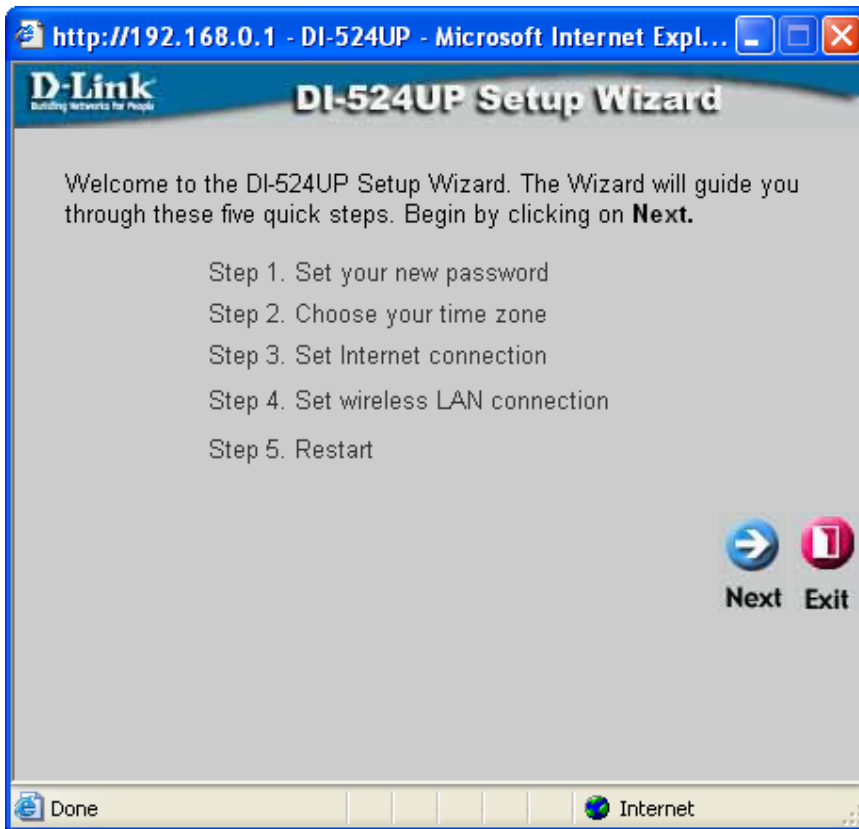 http://192.168.0.1 - DI-524UP - Microsoft Internet Expl...
D-Link
Building Networks for People
DI-524UP Setup Wizard
Welcome to the DI-524UP Setup Wizard. The Wizard will guide you
through these five quick steps. Begin by clicking on Next.
Step 1. Set your new password
Step 2. Choose your time zone
Step 3. Set Internet connection
Step 4. Set wireless LAN connection
Step 5. Restart
Next Exit
Done Internet